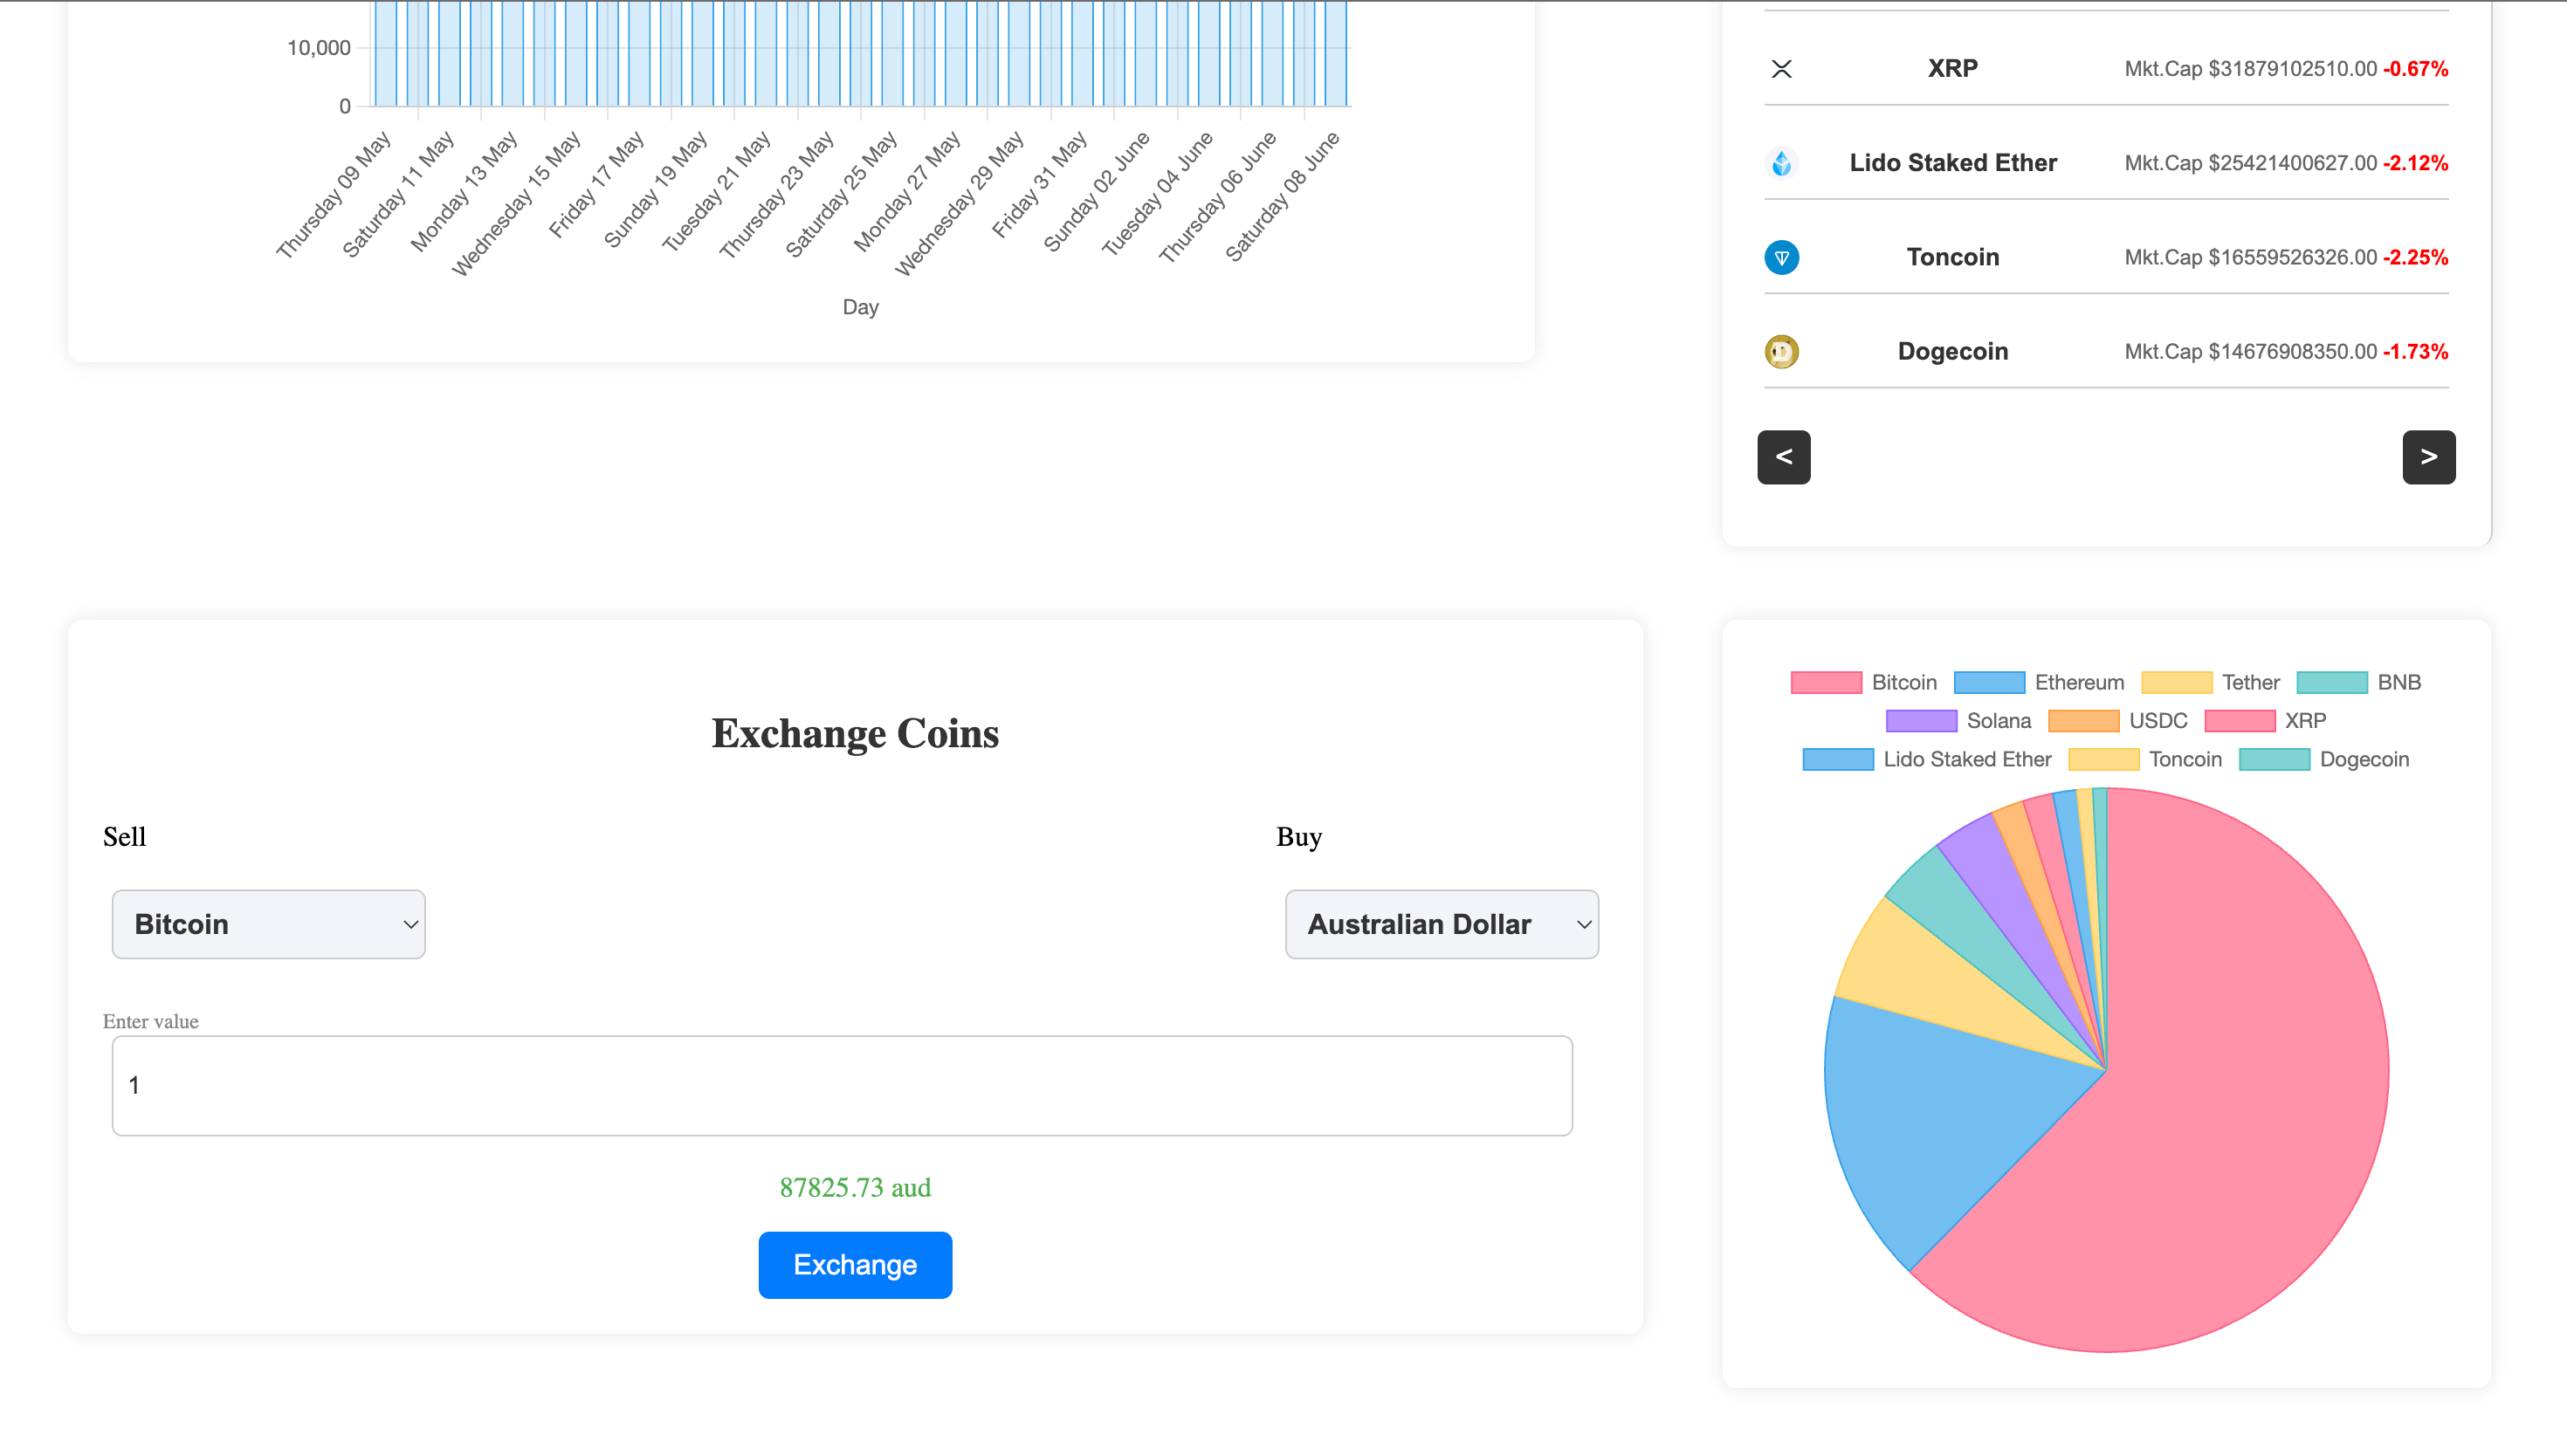 10,000
0
Thursday 09 May
Saturday 11 May
Monday 13 May
Wednesday 15 May
Friday 17 May
Sunday 19 May
Tuesday 21 May
Thursday 23 May
Saturday 25 May
Monday 27 May
Wednesday 29 May
Friday 31 May
Sunday 02 June
Tuesday 04 June
Thursday 06 June
Saturday 08 June
Day
XRP Mkt.Cap $31879102510.00 -0.67%
Lido Staked Ether Mkt.Cap $25421400627.00 -2.12%
Toncoin Mkt.Cap $16559526326.00 -2.25%
Dogecoin Mkt.Cap $14676908350.00 -1.73%
< >
Exchange Coins
Sell Buy
Bitcoin Australian Dollar
Enter value
1
87825.73 aud
Exchange
Bitcoin Ethereum Tether BNB
Solana USDC XRP
Lido Staked Ether Toncoin Dogecoin